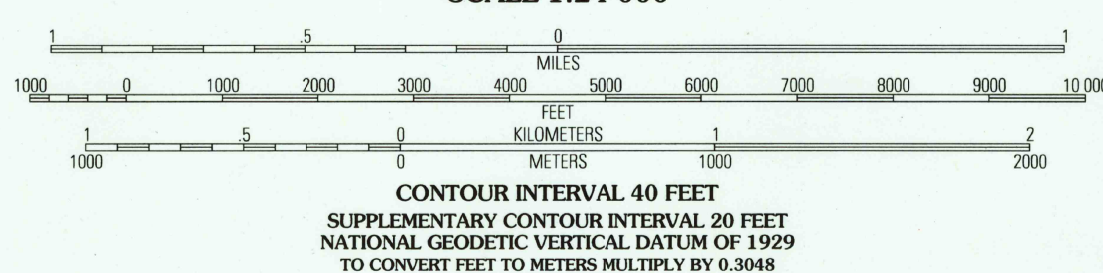 1 .5 0 1
MILES
1000 0 1000 2000 3000 4000 5000 6000 7000 8000 9000 10 000
FEET
1 .5 0 KILOMETERS 1 2
1000 0 METERS 1000 2000
CONTOUR INTERVAL 40 FEET
SUPPLEMENTARY CONTOUR INTERVAL 20 FEET
NATIONAL GEODETIC VERTICAL DATUM OF 1929
TO CONVERT FEET TO METERS MULTIPLY BY 0.3048